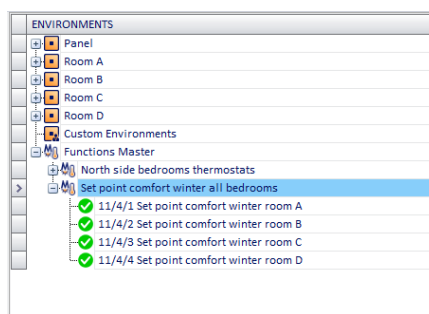 ENVIRONMENTS
Panel
Room A
Room B
Room C
Room D
Custom Environments
Functions Master
North side bedrooms thermostats
Set point comfort winter all bedrooms
11/4/1 Set point comfort winter room A
11/4/2 Set point comfort winter room B
11/4/3 Set point comfort winter room C
11/4/4 Set point comfort winter room D